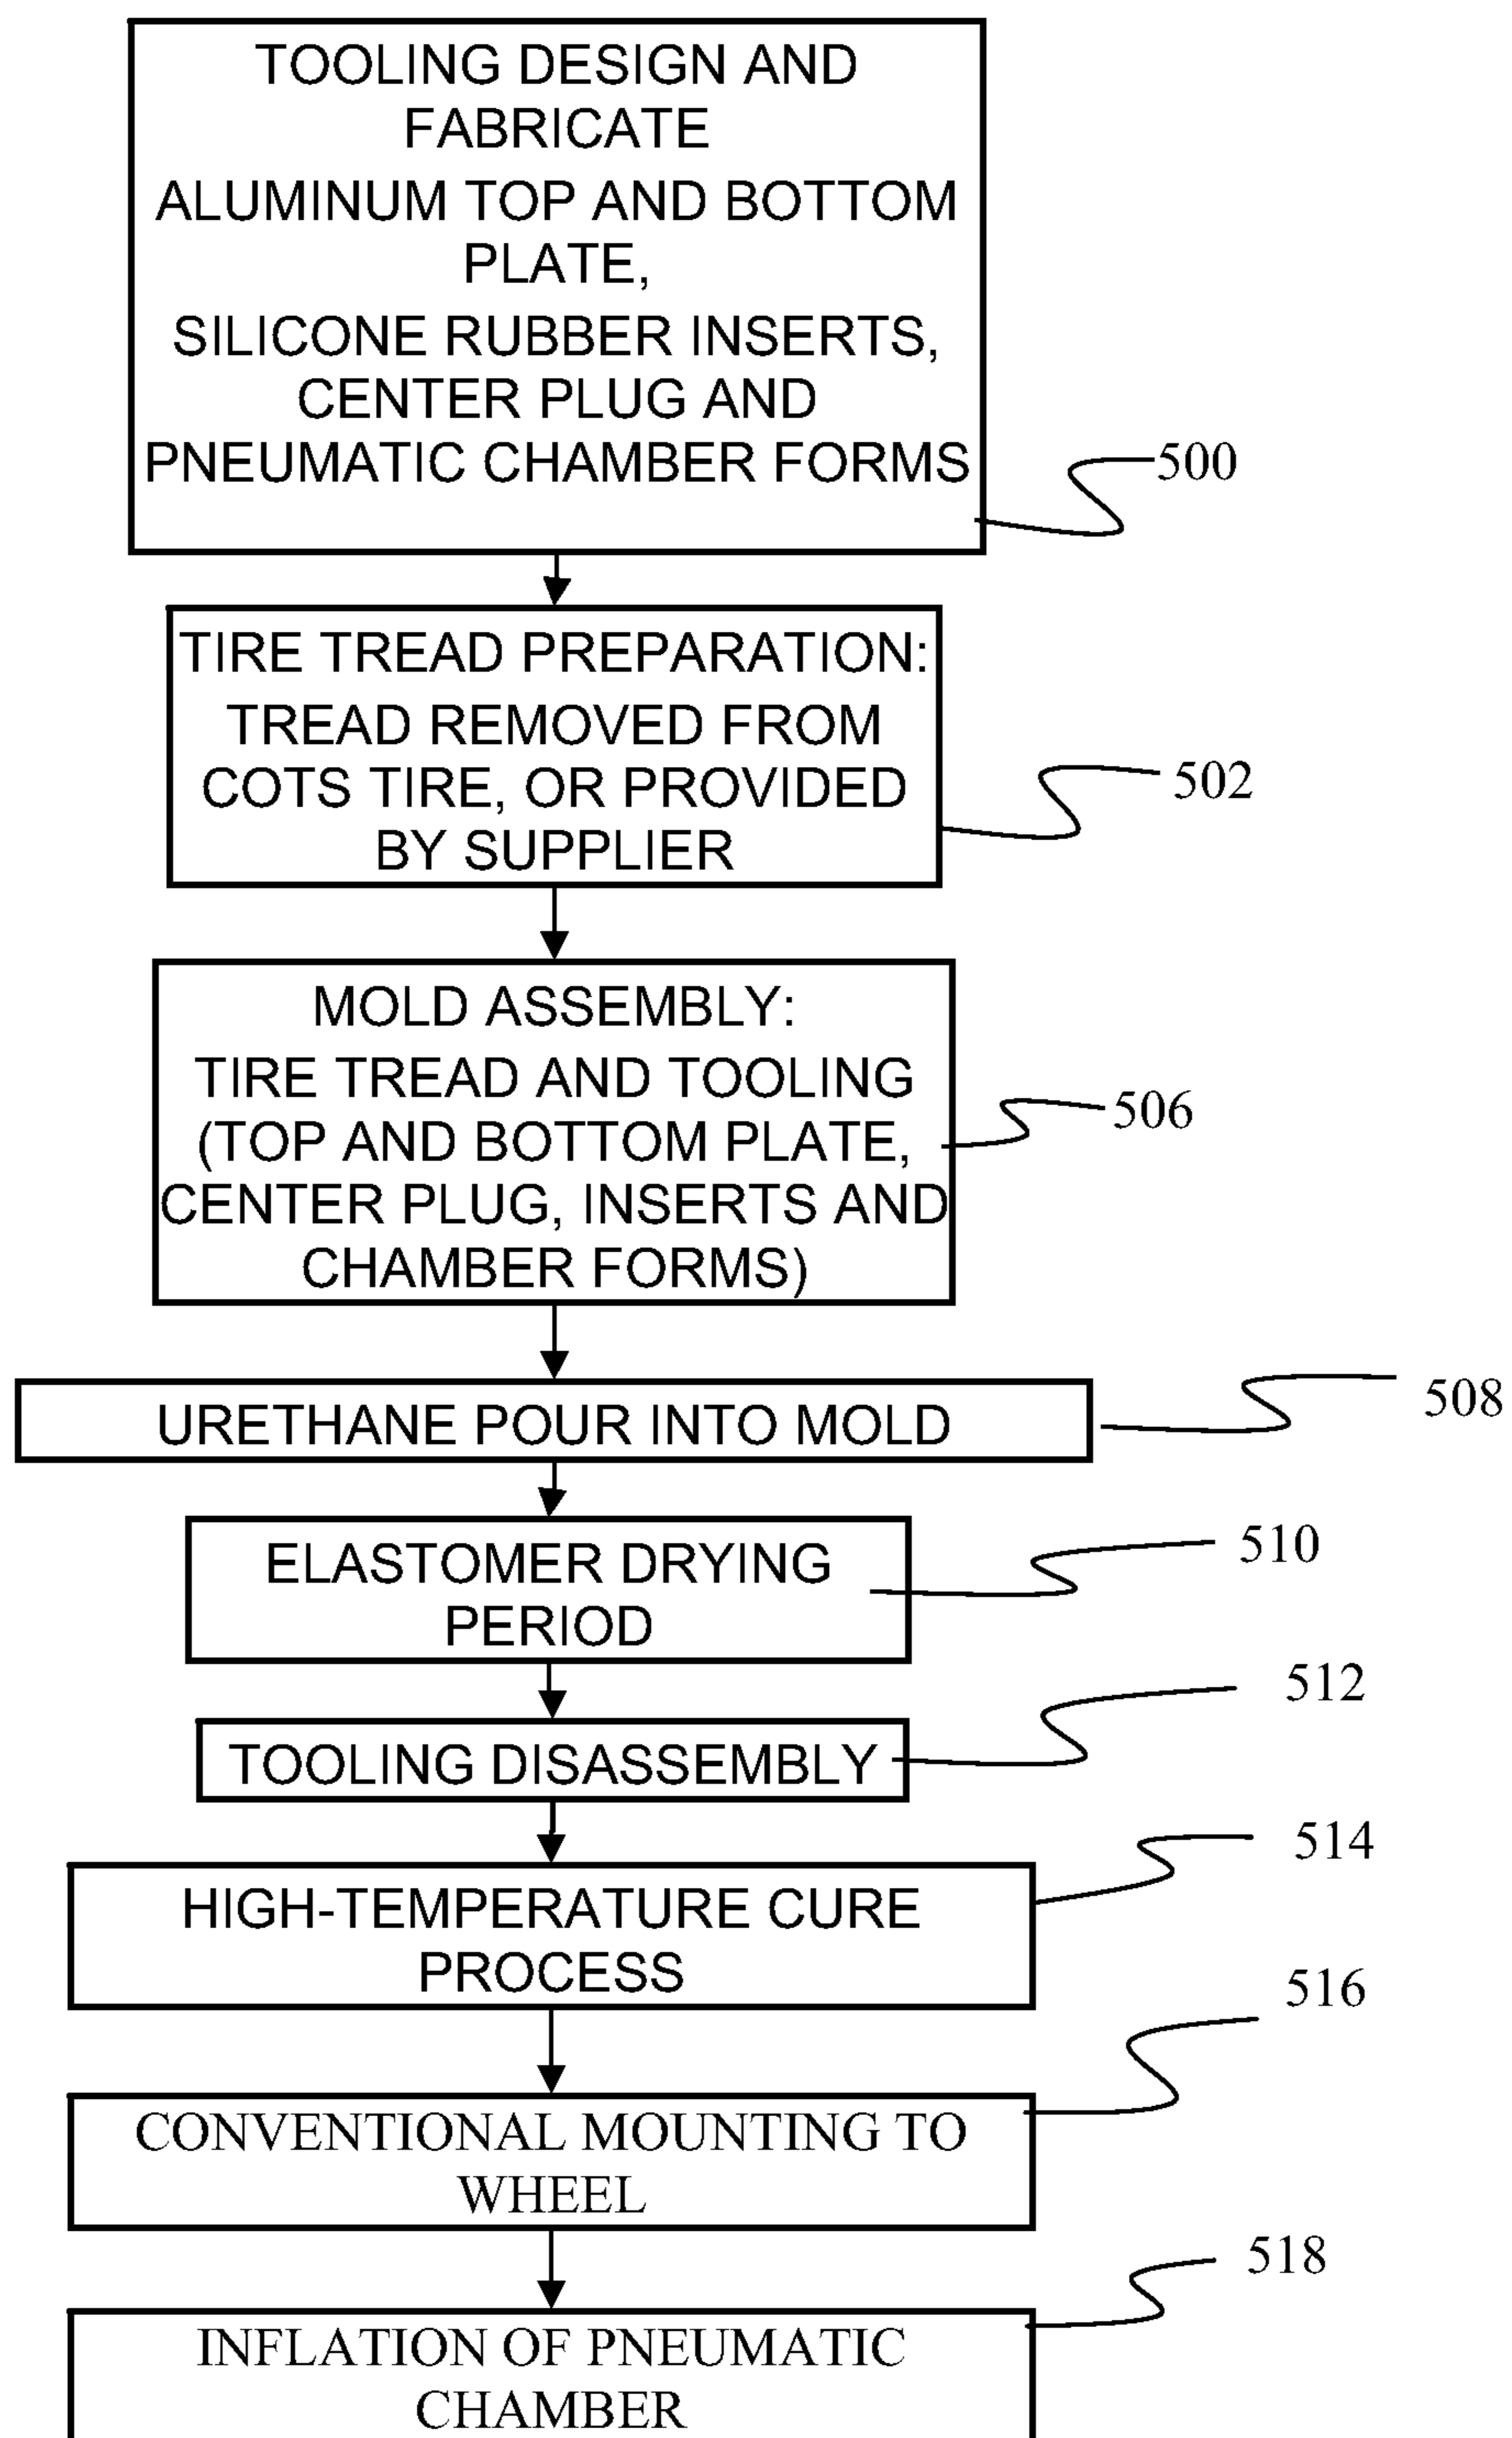 TOOLING DESIGN AND
FABRICATE
ALUMINUM TOP AND BOTTOM
PLATE,
SILICONE RUBBER INSERTS,
CENTER PLUG AND
PNEUMATIC CHAMBER FORMS
500
TIRE TREAD PREPARATION:
TREAD REMOVED FROM
COTS TIRE, OR PROVIDED
BY SUPPLIER
502
MOLD ASSEMBLY:
TIRE TREAD AND TOOLING
(TOP AND BOTTOM PLATE,
CENTER PLUG, INSERTS AND
CHAMBER FORMS)
506
URETHANE POUR INTO MOLD
508
ELASTOMER DRYING
PERIOD
510
TOOLING DISASSEMBLY
512
HIGH-TEMPERATURE CURE
PROCESS
514
CONVENTIONAL MOUNTING TO
WHEEL
516
INFLATION OF PNEUMATIC
CHAMBER
518